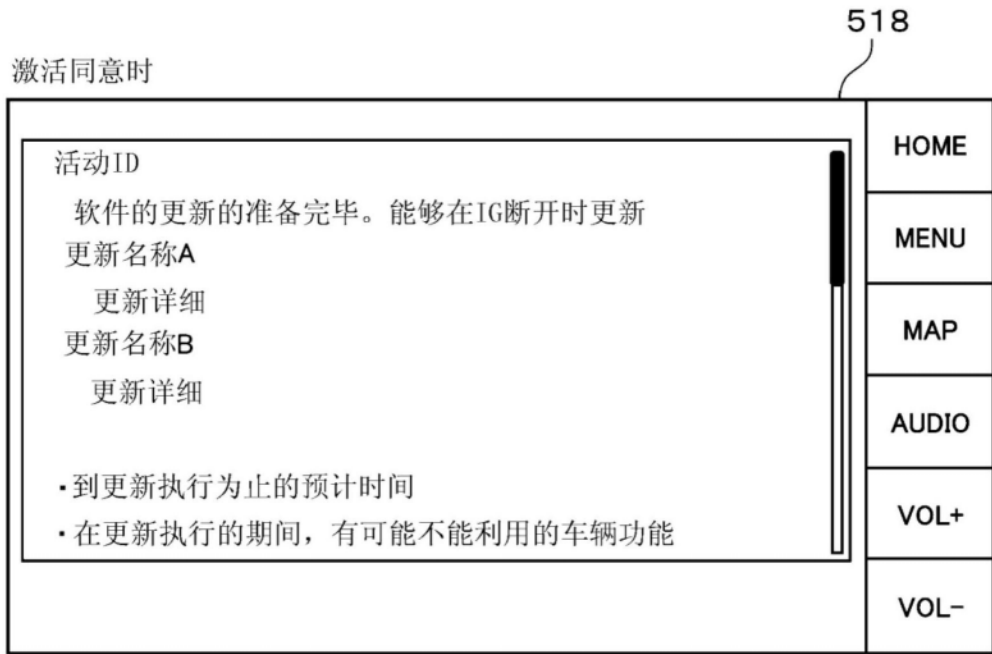 518
激活同意时
活动ID
软件的更新的准备完毕。能够在IG断开时更新
更新名称A
更新详细
更新名称B
更新详细
·到更新执行为止的预计时间
·在更新执行的期间，有可能不能利用的车辆功能
HOME
MENU
MAP
AUDIO
VOL+
VOL-